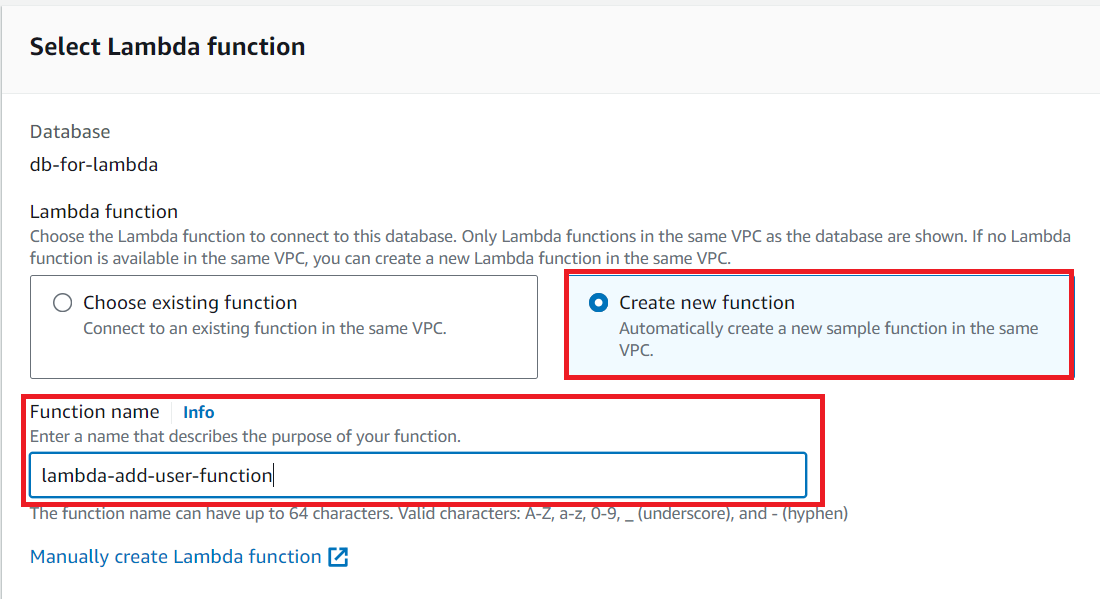 Select Lambda function
Database
db-for-lambda
Lambda function
Choose the Lambda function to connect to this database. Only Lambda functions in the same VPC as the database are shown. If no Lambda
function is available in the same VPC, you can create a new Lambda function in the same VPC.
Choose existing function
Connect to an existing function in the same VPC.
Create new function
Automatically create a new sample function in the same
VPC.
Function name Info
Enter a name that describes the purpose of your function.
lambda-add-user-function
The function name can have up to 64 characters. Valid characters: A-Z, a-z, 0-9, _ (underscore), and - (hyphen)
Manually create Lambda function